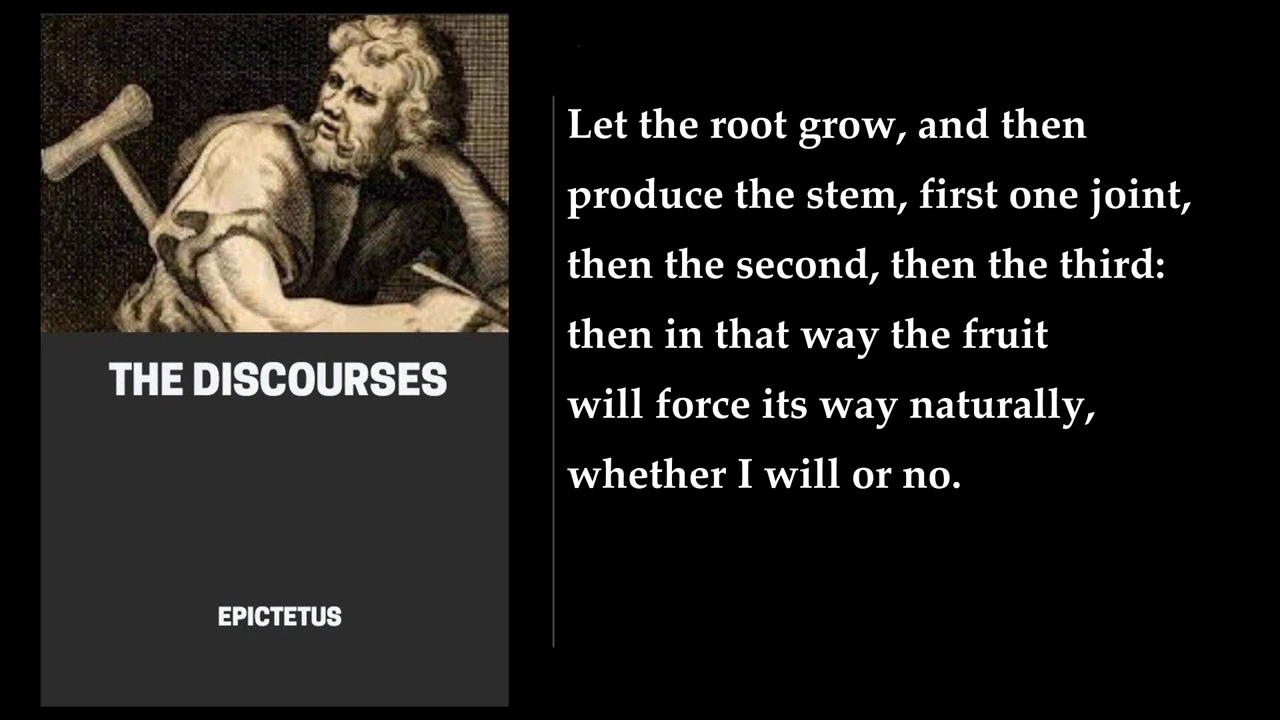 THE DISCOURSES
EPICTETUS
Let the root grow, and then
produce the stem, first one joint,
then the second, then the third:
then in that way the fruit
will force its way naturally,
whether I will or no.